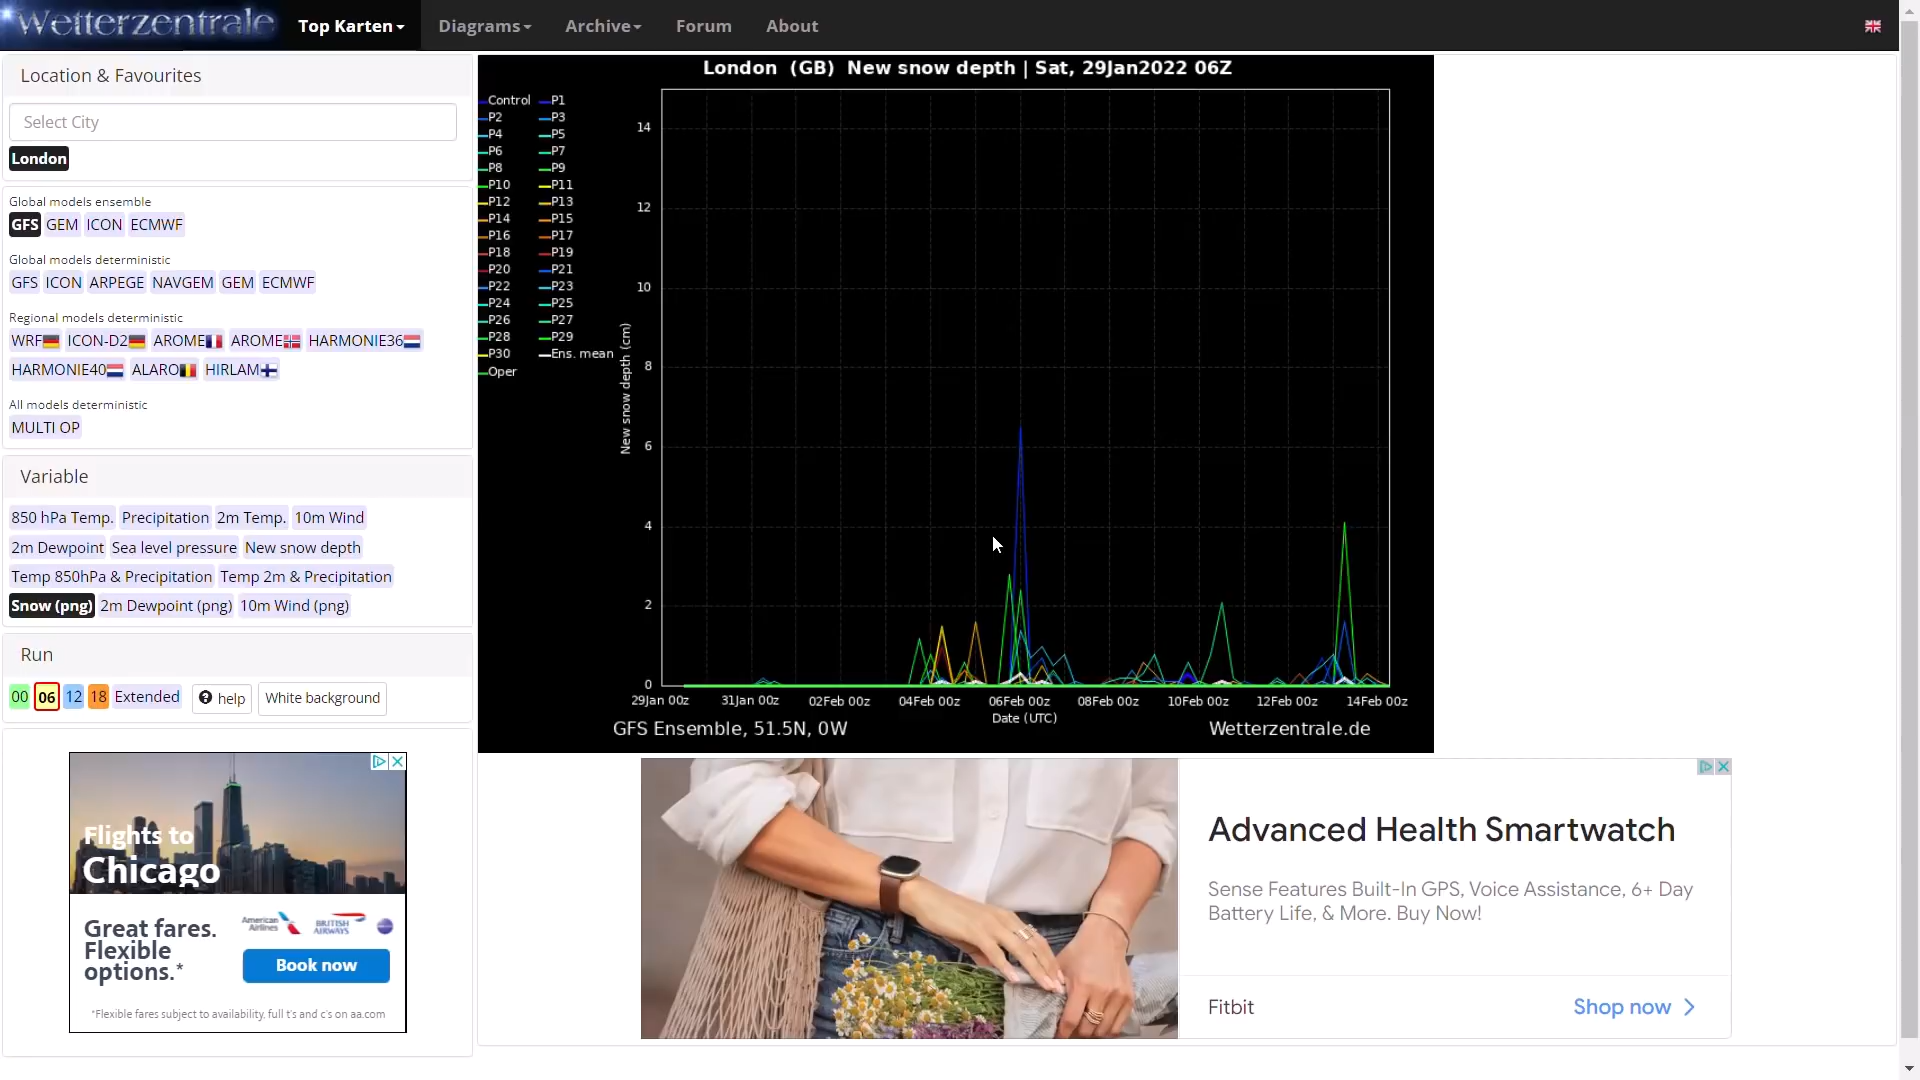 Wetterzentrale
Top Karten
Diagrams
Archive
Forum
About
Location & Favourites
Select City
London
Global models ensemble
GFS GEM ICON ECMWF
Global models deterministic
GFS ICON ARPEGE NAVGEM GEM ECMWF
Regional models deterministic
WRF ICON-D2 AROME AROME HARMONIE36
HARMONIE40 ALARO HIRLAM
All models deterministic
MULTI OP
Variable
850 hPa Temp. Precipitation 2m Temp. 10m Wind
2m Dewpoint Sea level pressure New snow depth
Temp 850hPa & Precipitation Temp 2m & Precipitation
Snow (png) 2m Dewpoint (png) 10m Wind (png)
Run
00 06 12 18 Extended help White background
London (GB) New snow depth | Sat, 29Jan2022 06Z
Control P1
P2 P3
P4 P5
P6 P7
P8 P9
P10 P11
P12 P13
P14 P15
P16 P17
P18 P19
P20 P21
P22 P23
P24 P25
P26 P27
P28 P29
P30 Ens. mean
Oper
New snow depth (cm)
14
12
10
8
6
4
2
0
29Jan 00z 31Jan 00z 02Feb 00z 04Feb 00z 06Feb 00z 08Feb 00z 10Feb 00z 12Feb 00z 14Feb 00z
Date (UTC)
GFS Ensemble, 51.5N, 0W
Wetterzentrale.de
Flights to
Chicago
Great fares.
Flexible
options.*
American
Airlines
BRITISH
AIRWAYS
Book now
*Flexible fares subject to availability, full t's and c's on aa.com
Advanced Health Smartwatch
Sense Features Built-In GPS, Voice Assistance, 6+ Day
Battery Life, & More. Buy Now!
Fitbit
Shop now